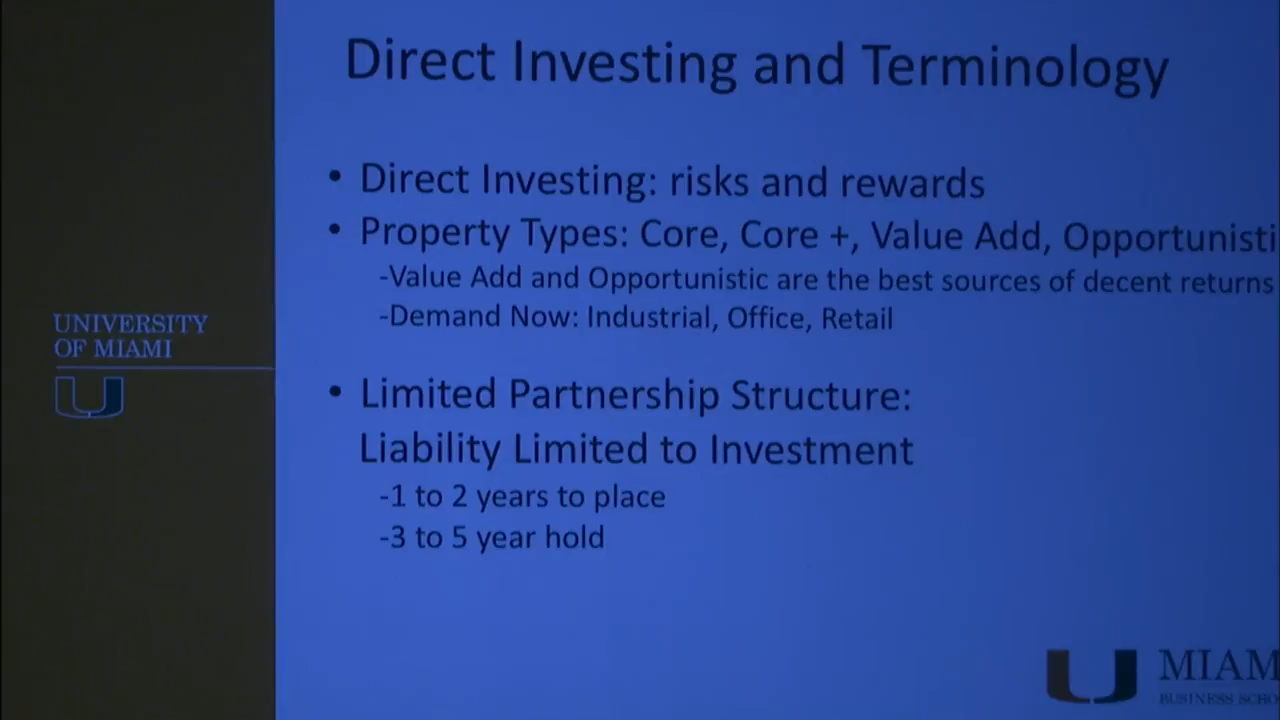 Direct Investing and Terminology
• Direct Investing: risks and rewards
• Property Types: Core, Core +, Value Add, Opportunisti
-Value Add and Opportunistic are the best sources of decent returns
-Demand Now: Industrial, Office, Retail
UNIVERSITY
OF MIAMI
• Limited Partnership Structure:
Liability Limited to Investment
-1 to 2 years to place
-3 to 5 year hold
MIAM
BUSINESS SCHO